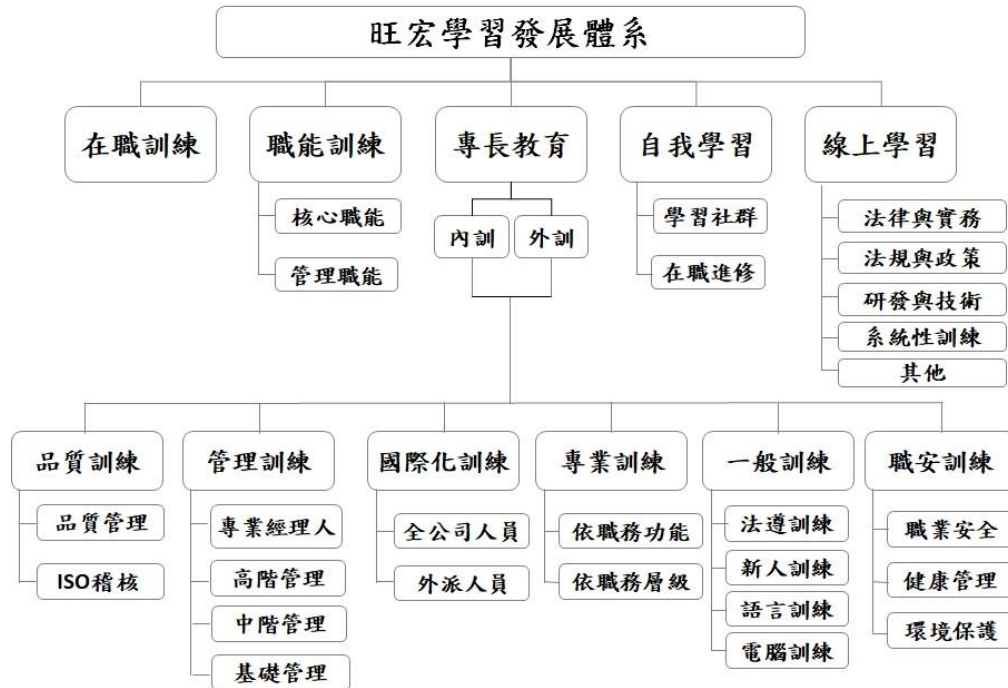 旺宏學習發展體系
在職訓練
職能訓練
專長教育
自我學習
線上學習
核心職能
管理職能
內訓
外訓
學習社群
在職進修
法律與實務
法規與政策
研發與技術
系統性訓練
其他
品質訓練
管理訓練
國際化訓練
專業訓練
一般訓練
職安訓練
品質管理
ISO稽核
專業經理人
高階管理
中階管理
基礎管理
全公司人員
外派人員
依職務功能
依職務層級
法遵訓練
新人訓練
語言訓練
電腦訓練
職業安全
健康管理
環境保護